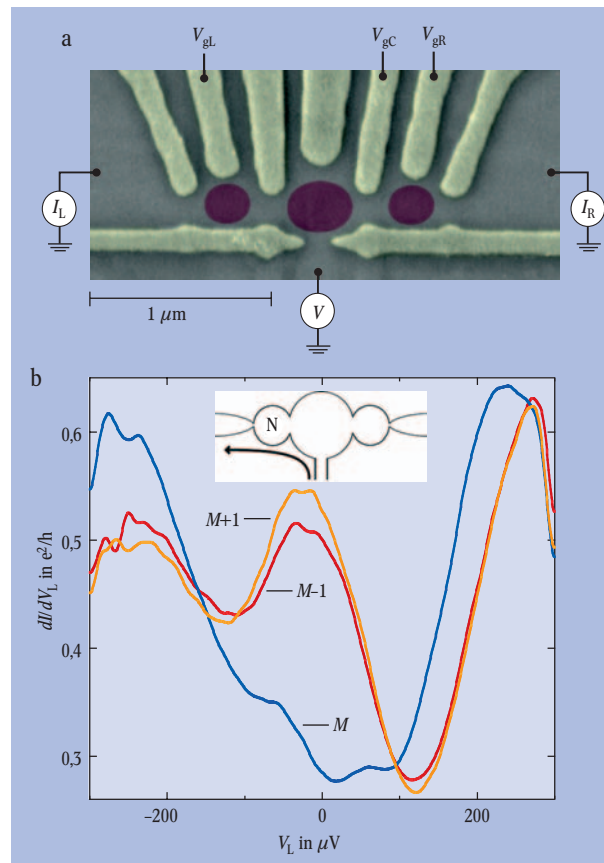 a
V_gL V_gC V_gR
I_L V I_R
1 μm
b
N
M+1
M−1
M
dI/dV_L in e²/h
0,6
0,5
0,4
0,3
−200 0 200
V_L in μV